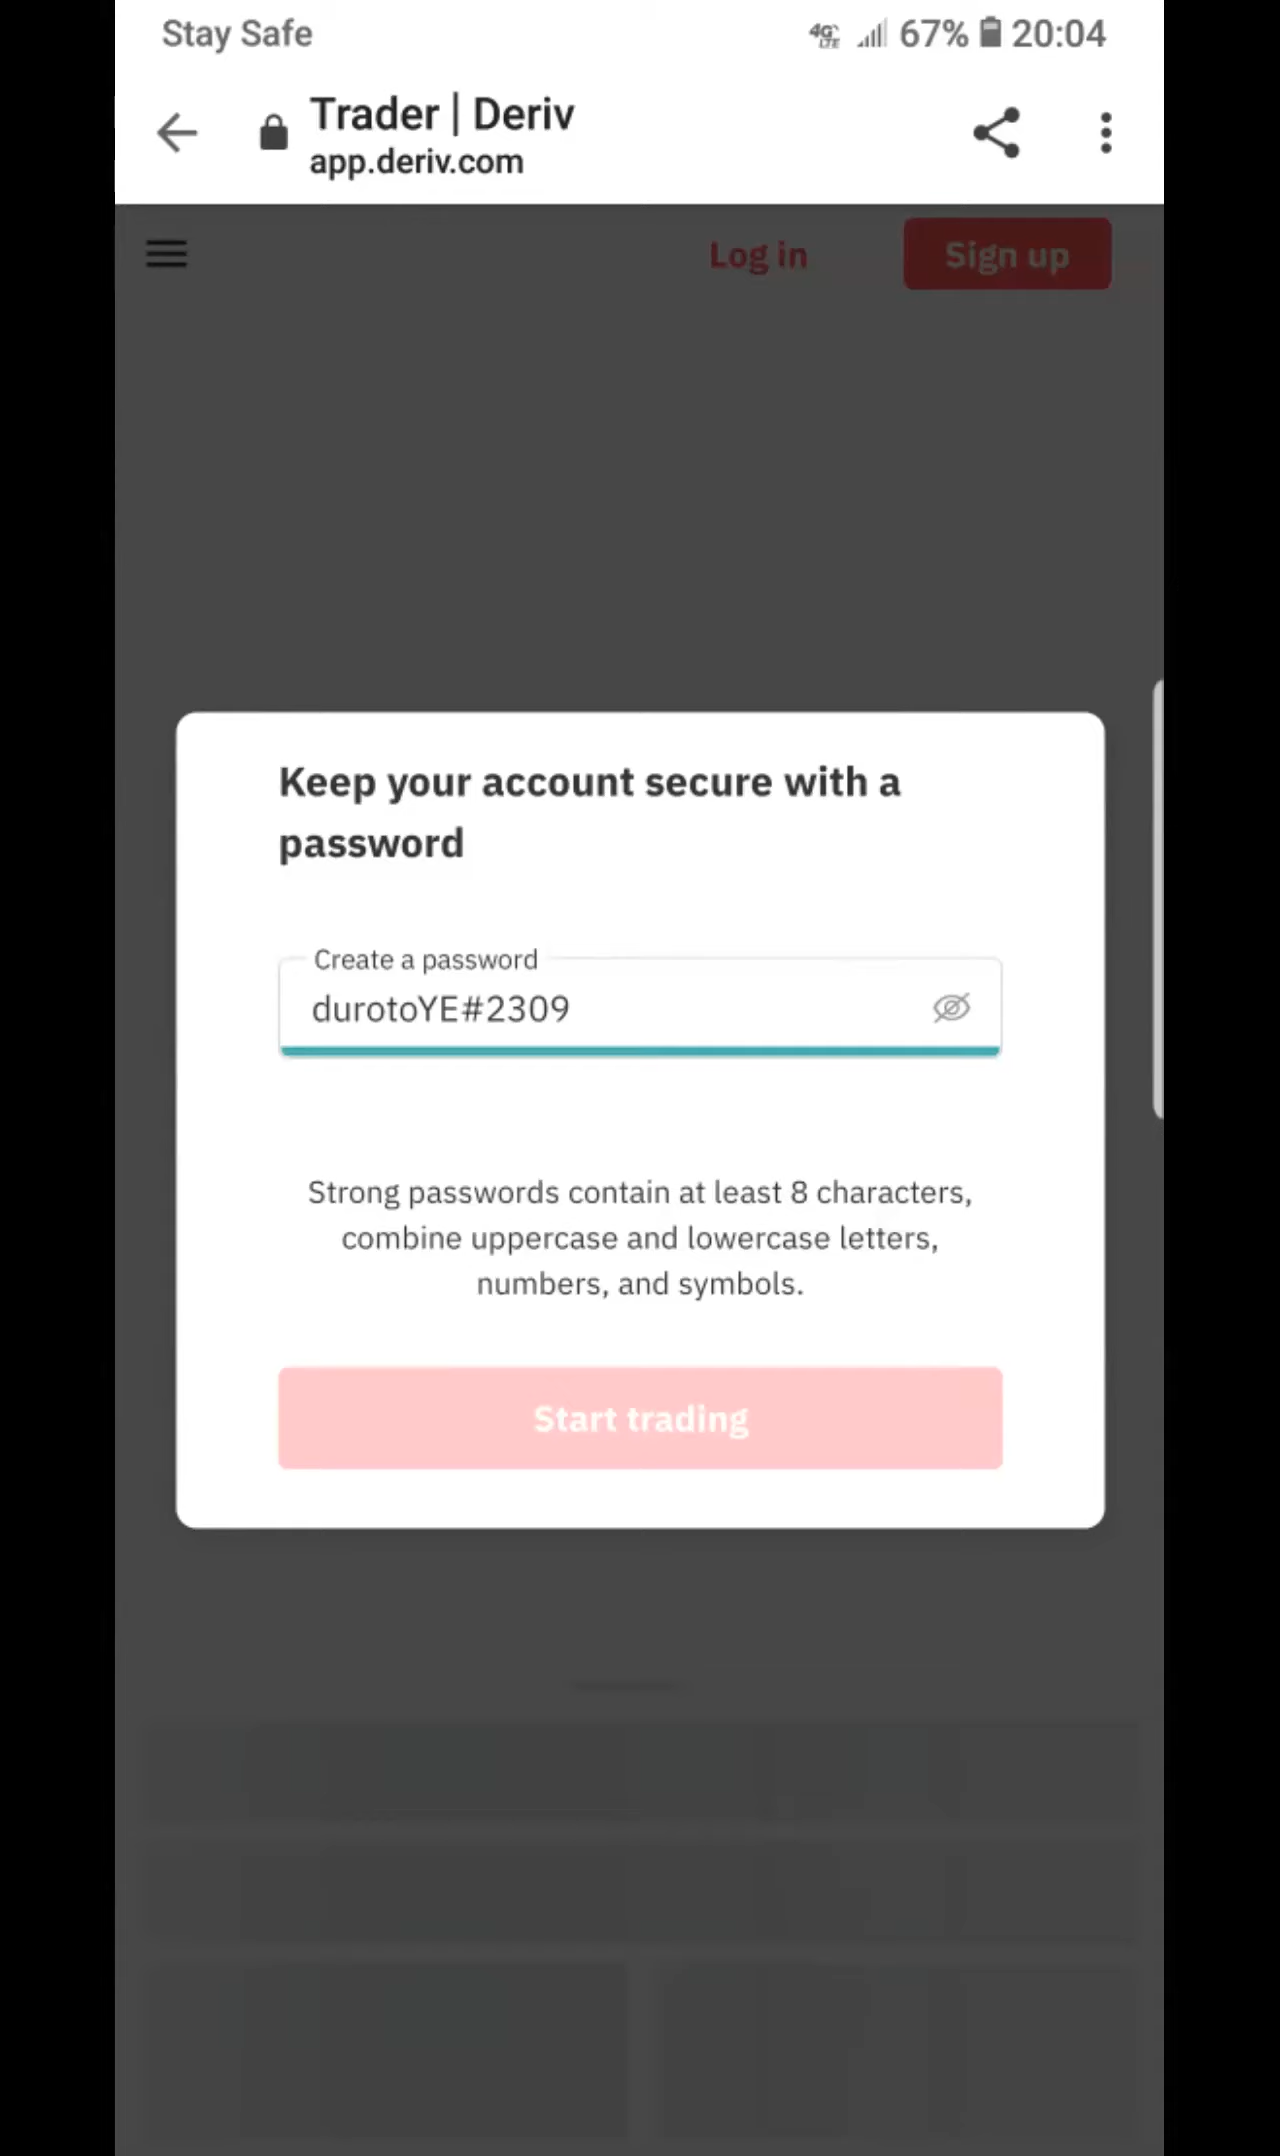 Stay Safe
4G LTE 67% 20:04
Trader | Deriv
app.deriv.com
Log in
Sign up
Keep your account secure with a
password
Create a password
durotoYE#2309
Strong passwords contain at least 8 characters,
combine uppercase and lowercase letters,
numbers, and symbols.
Start trading